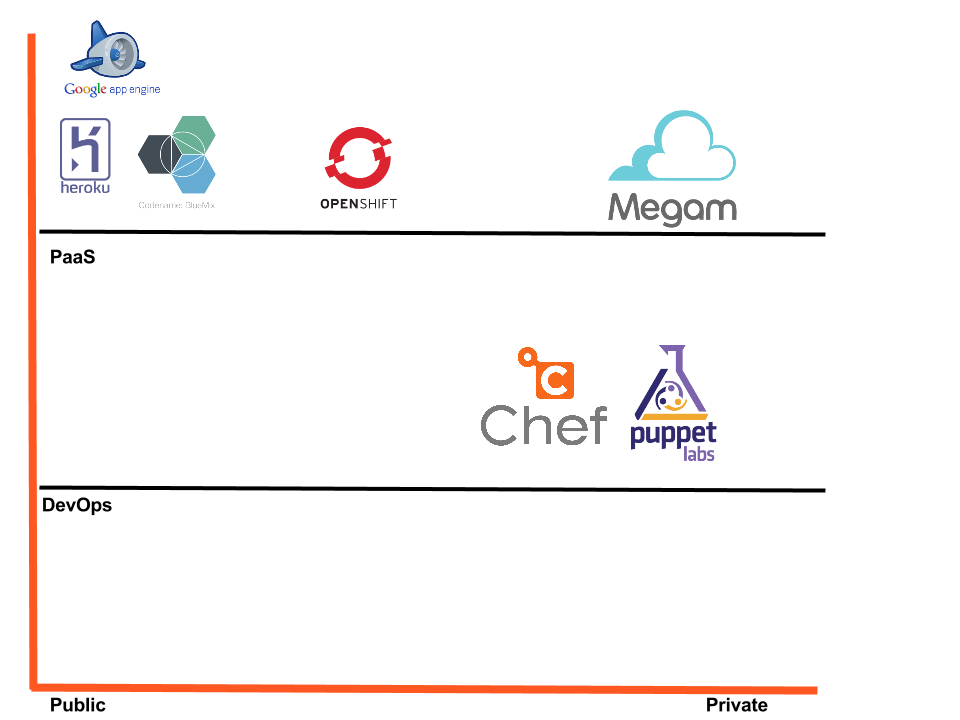 Google app engine
heroku
Codename: BlueMix
OPENSHIFT
Megam
PaaS
C
Chef
puppet
labs
DevOps
Public
Private